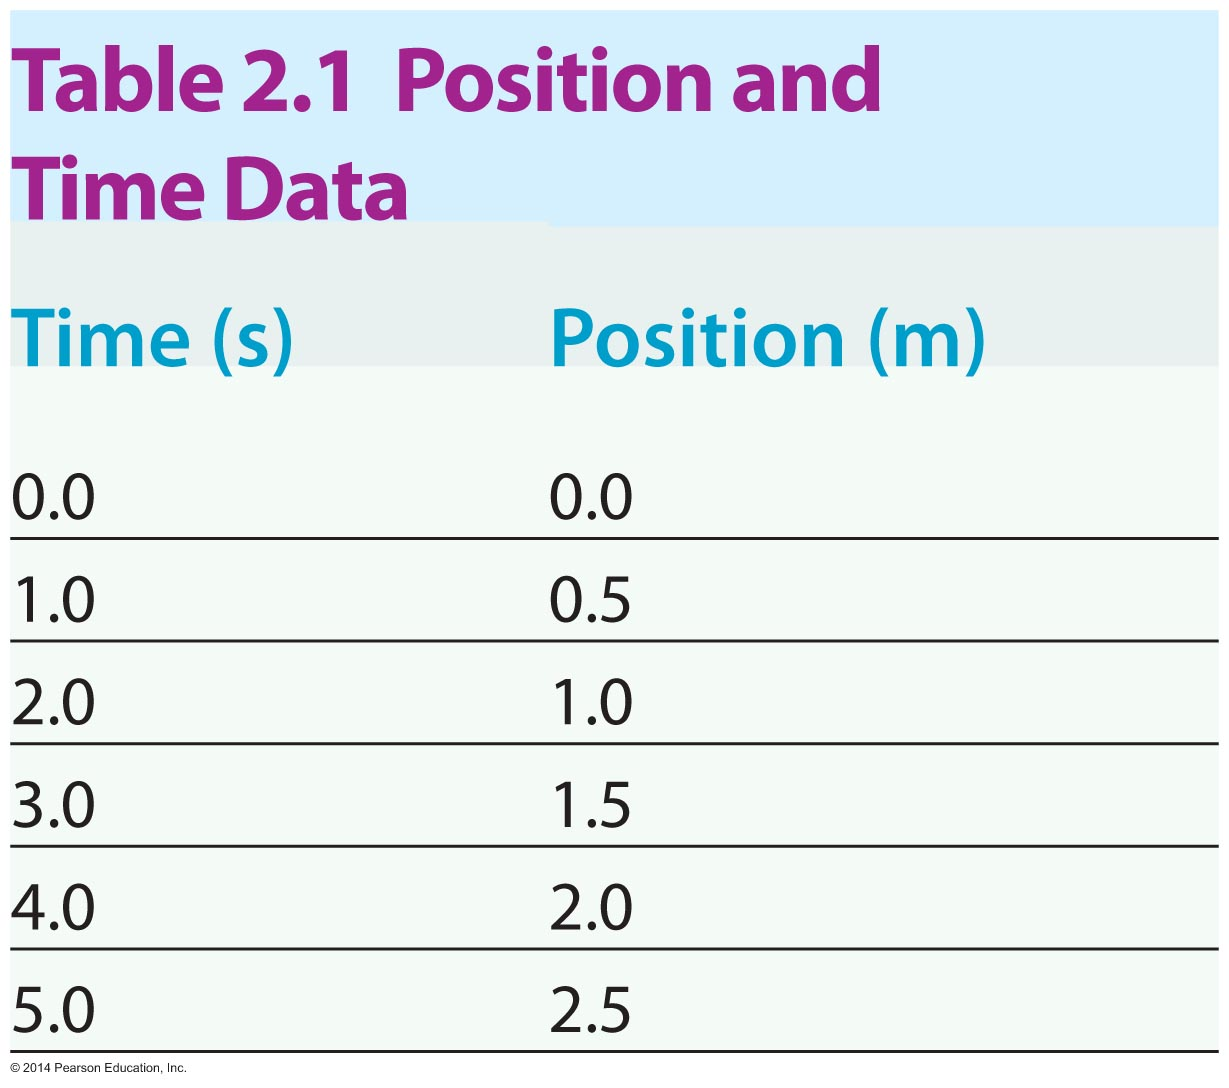 Table 2.1 Position and
Time Data
Time (s) Position (m)
0.0 0.0
1.0 0.5
2.0 1.0
3.0 1.5
4.0 2.0
5.0 2.5
© 2014 Pearson Education, Inc.